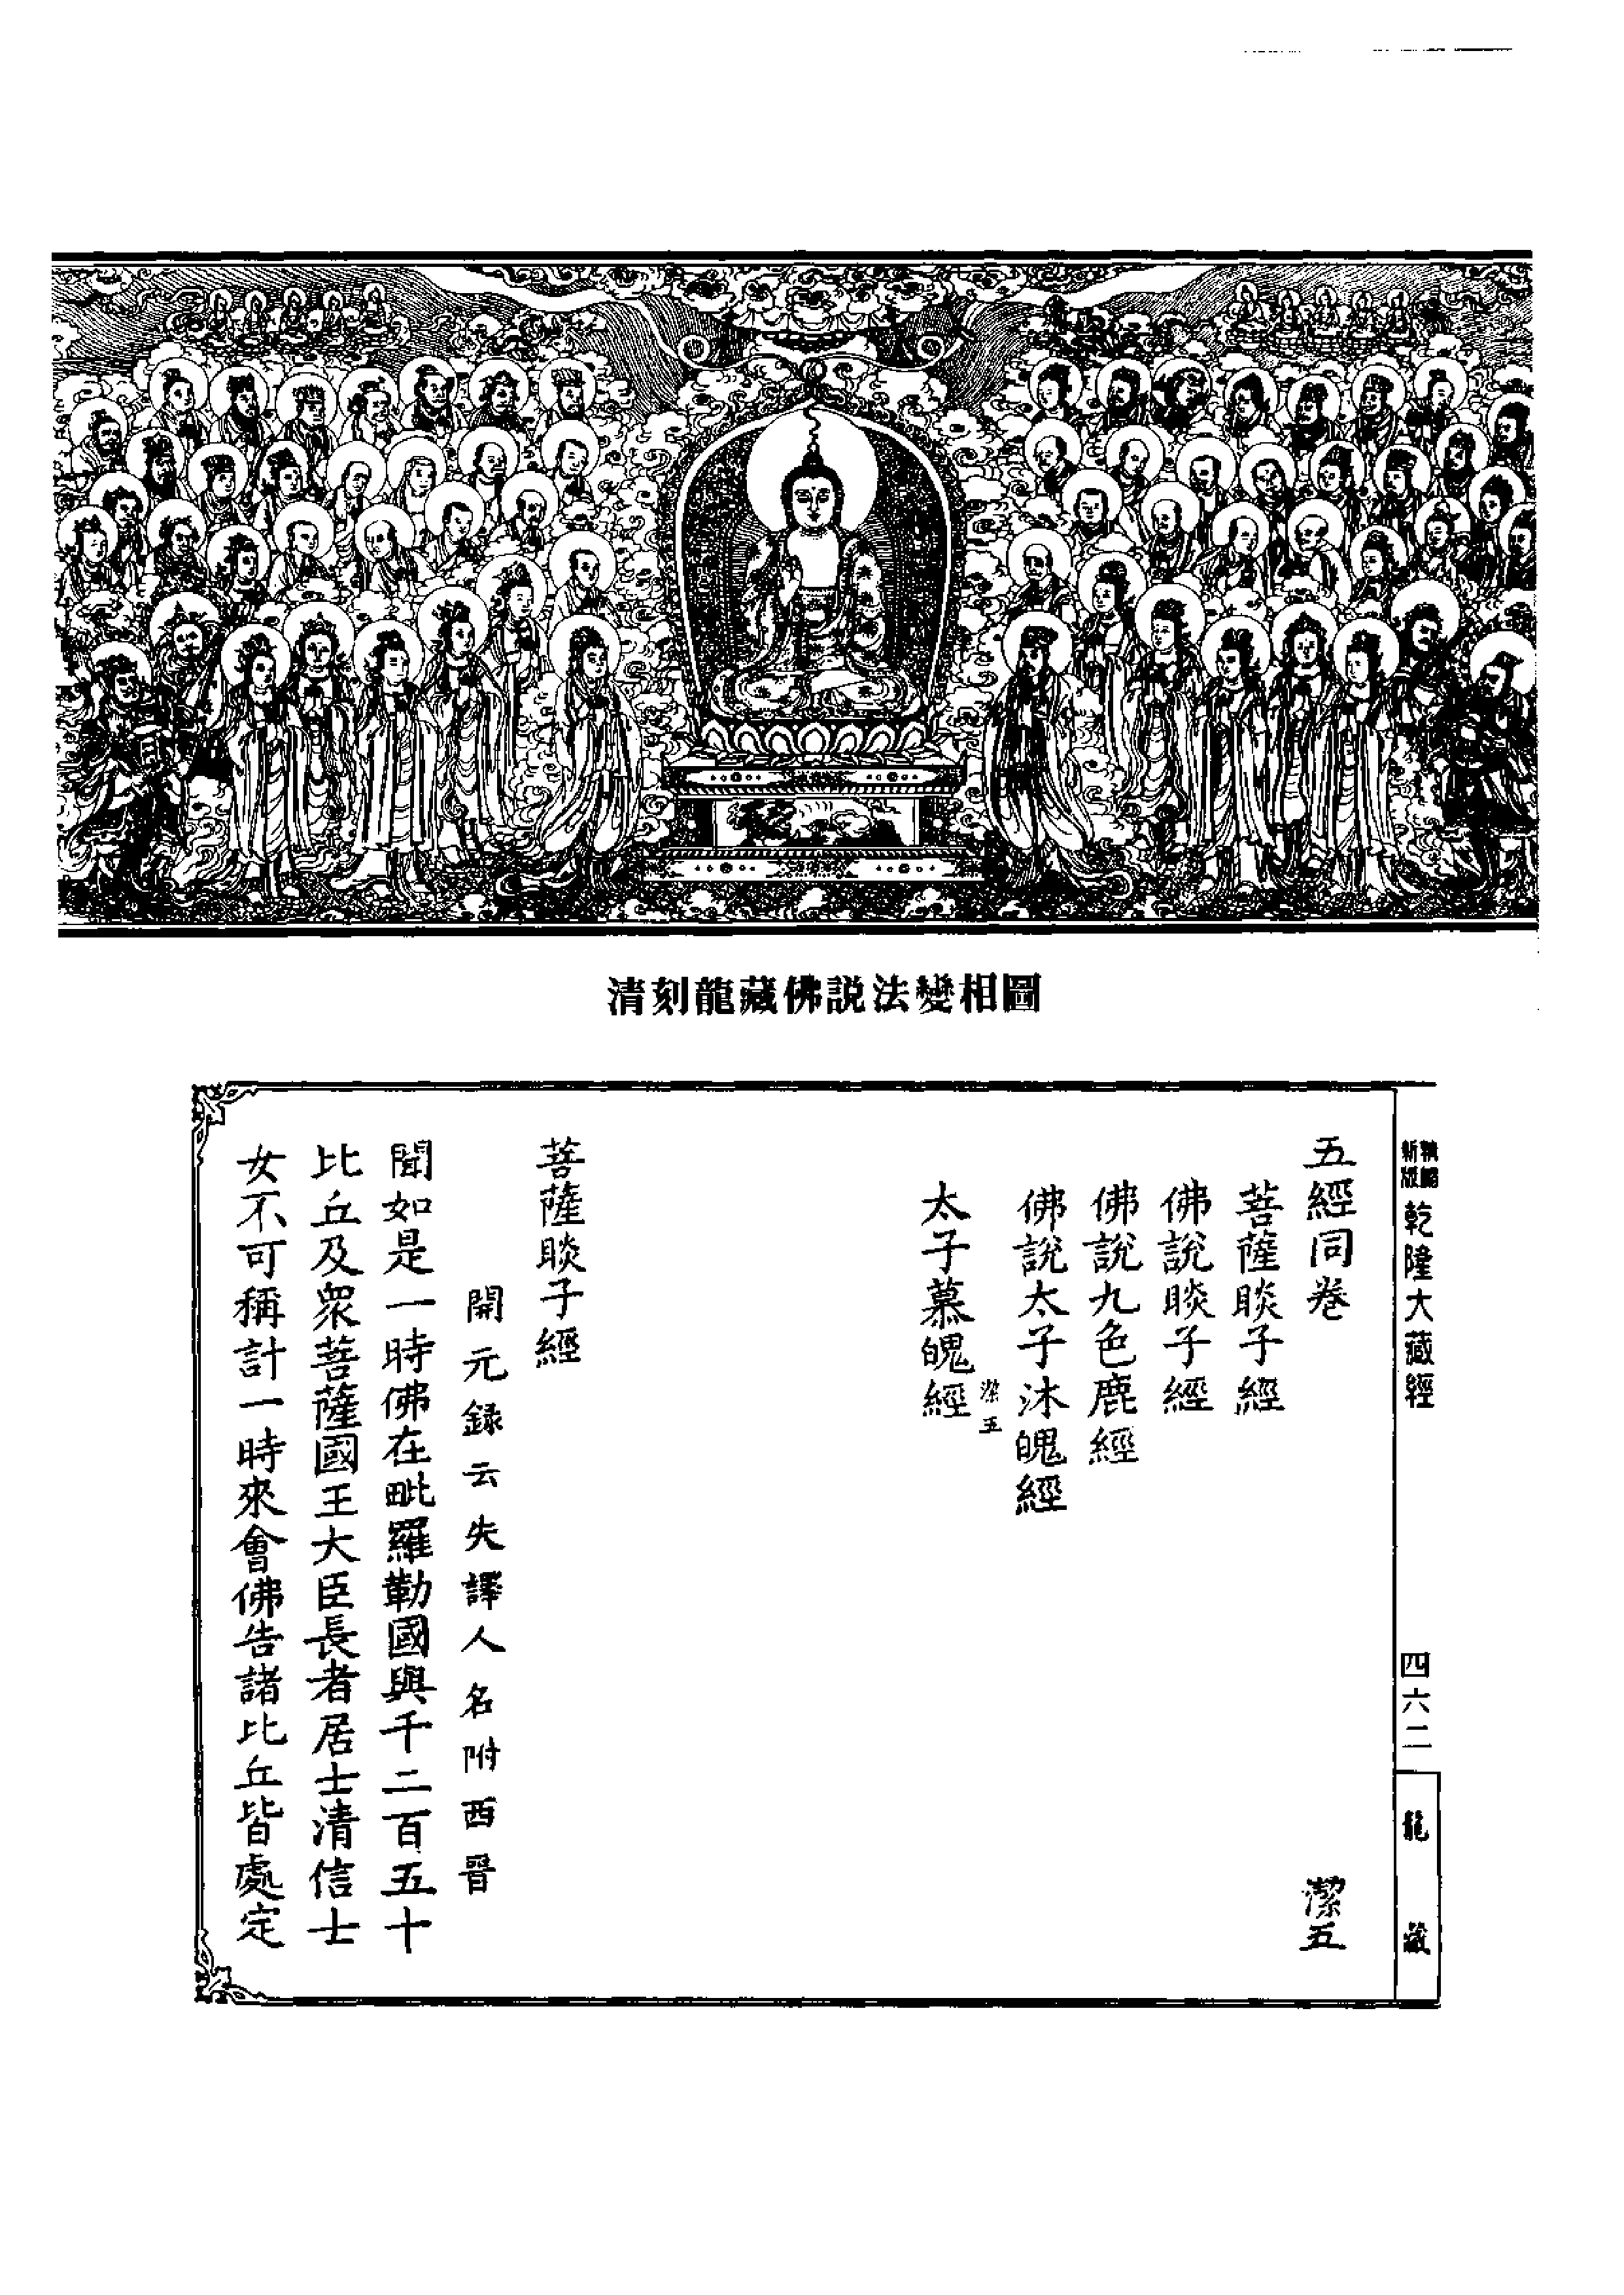 清刻龍藏佛説法變相圖
新版
精縮
乾隆大藏經
四六二
龍藏
五經同卷
潔五
菩薩睒子經
佛說睒子經
佛說九色鹿經
佛說太子沐魄經
潔五
太子慕魄經
菩薩睒子經
開元録云失譯人名附西晉
聞如是一時佛在毗羅勒國與千二百五十
比丘及眾菩薩國王大臣長者居士清信士
女不可稱計一時來會佛告諸比丘皆處定